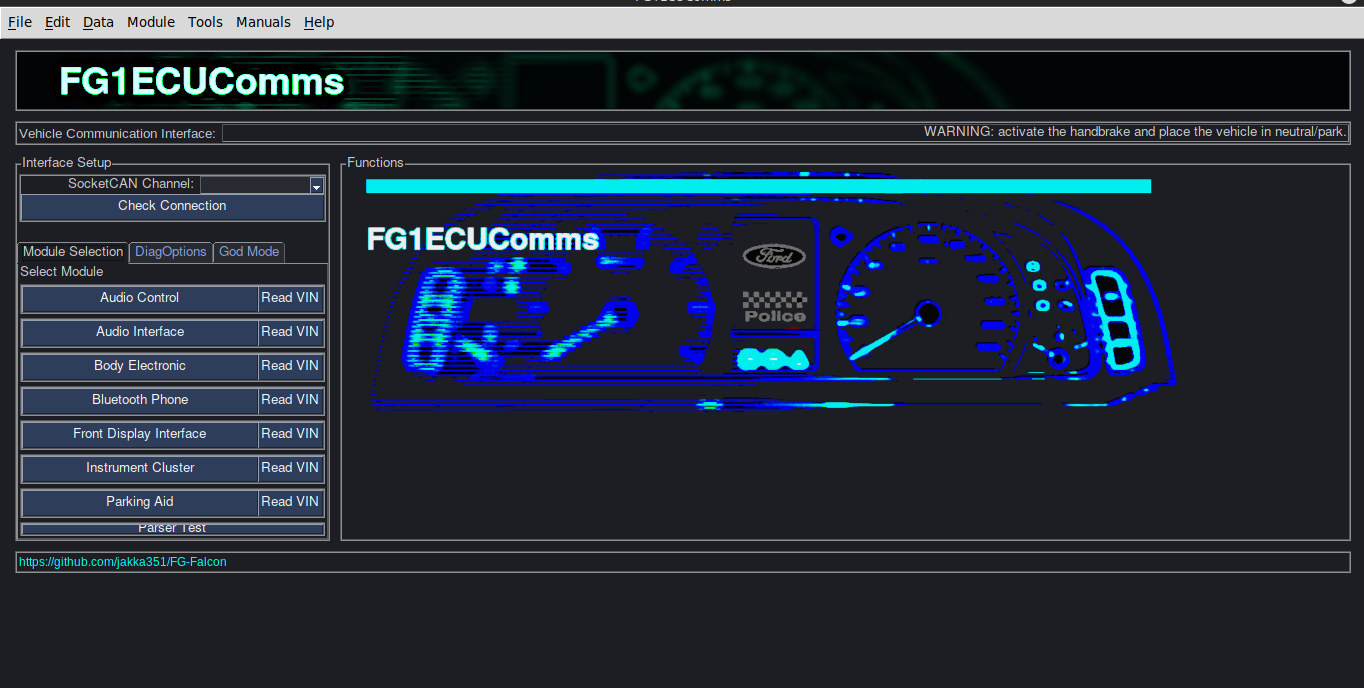 FG1ECUComms
File Edit Data Module Tools Manuals Help
FG1ECUComms
Vehicle Communication Interface:
WARNING: activate the handbrake and place the vehicle in neutral/park.
Interface Setup
SocketCAN Channel:
Check Connection
Module Selection DiagOptions God Mode
Select Module
Audio Control Read VIN
Audio Interface Read VIN
Body Electronic Read VIN
Bluetooth Phone Read VIN
Front Display Interface Read VIN
Instrument Cluster Read VIN
Parking Aid Read VIN
Parser Test
Functions
FG1ECUComms
Ford
Police
https://github.com/jakka351/FG-Falcon